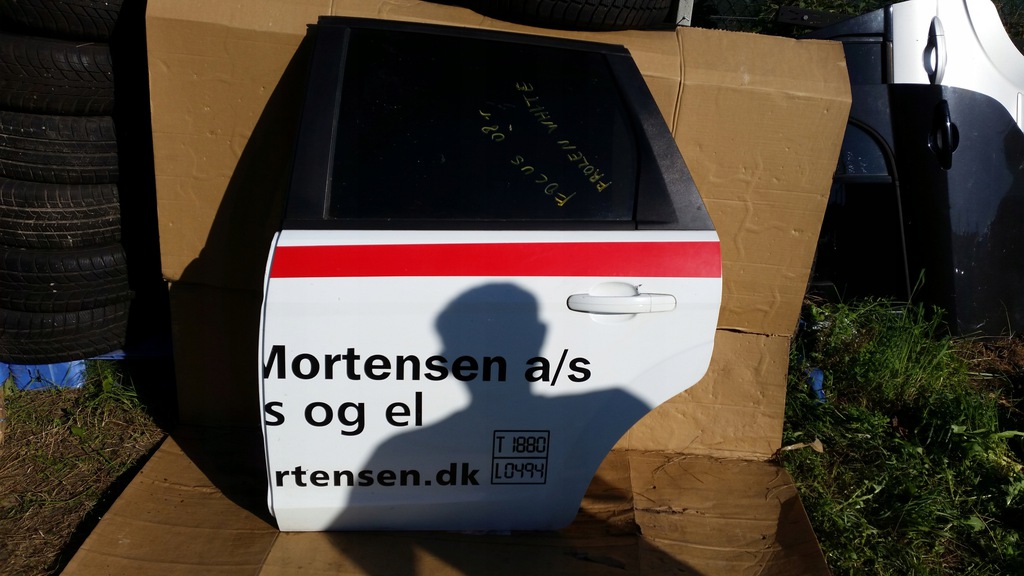 FOCUS '08r
FROZEN WHITE
Mortensen a/s
s og el
rtensen.dk
T 1880
L0494